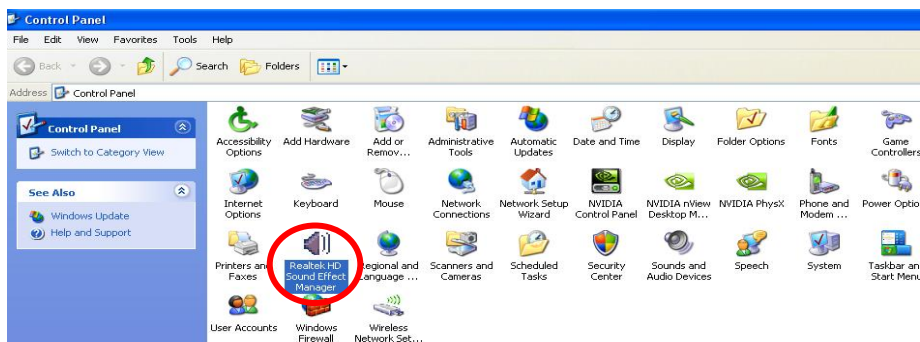 Control Panel
File Edit View Favorites Tools Help
Back Search Folders
Address Control Panel
Control Panel
Switch to Category View
See Also
Windows Update
Help and Support
Accessibility Options
Add Hardware
Add or Remov...
Administrative Tools
Automatic Updates
Date and Time
Display
Folder Options
Fonts
Game Controllers
Internet Options
Keyboard
Mouse
Network Connections
Network Setup Wizard
NVIDIA Control Panel
NVIDIA nView Desktop M...
NVIDIA PhysX
Phone and Modem ...
Power Optio
Printers and Faxes
Realtek HD Sound Effect Manager
Regional and Language ...
Scanners and Cameras
Scheduled Tasks
Security Center
Sounds and Audio Devices
Speech
System
Taskbar an Start Menu
User Accounts
Windows Firewall
Wireless Network Set...